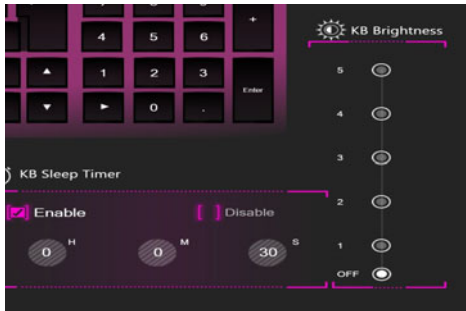 +
4 5 6
1 2 3
Enter
0 .
KB Brightness
5
4
3
2
1
OFF
KB Sleep Timer
Enable
Disable
0 H
0 M
30 S